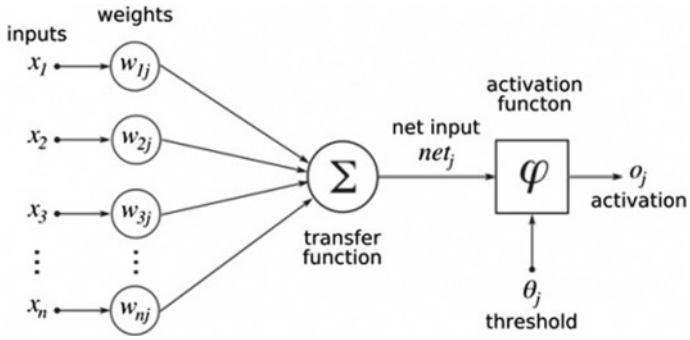 weights
inputs
x1
w1j
x2
w2j
x3
w3j
xn
wnj
Σ
transfer
function
net input
netj
activation
functon
φ
oj
activation
θj
threshold